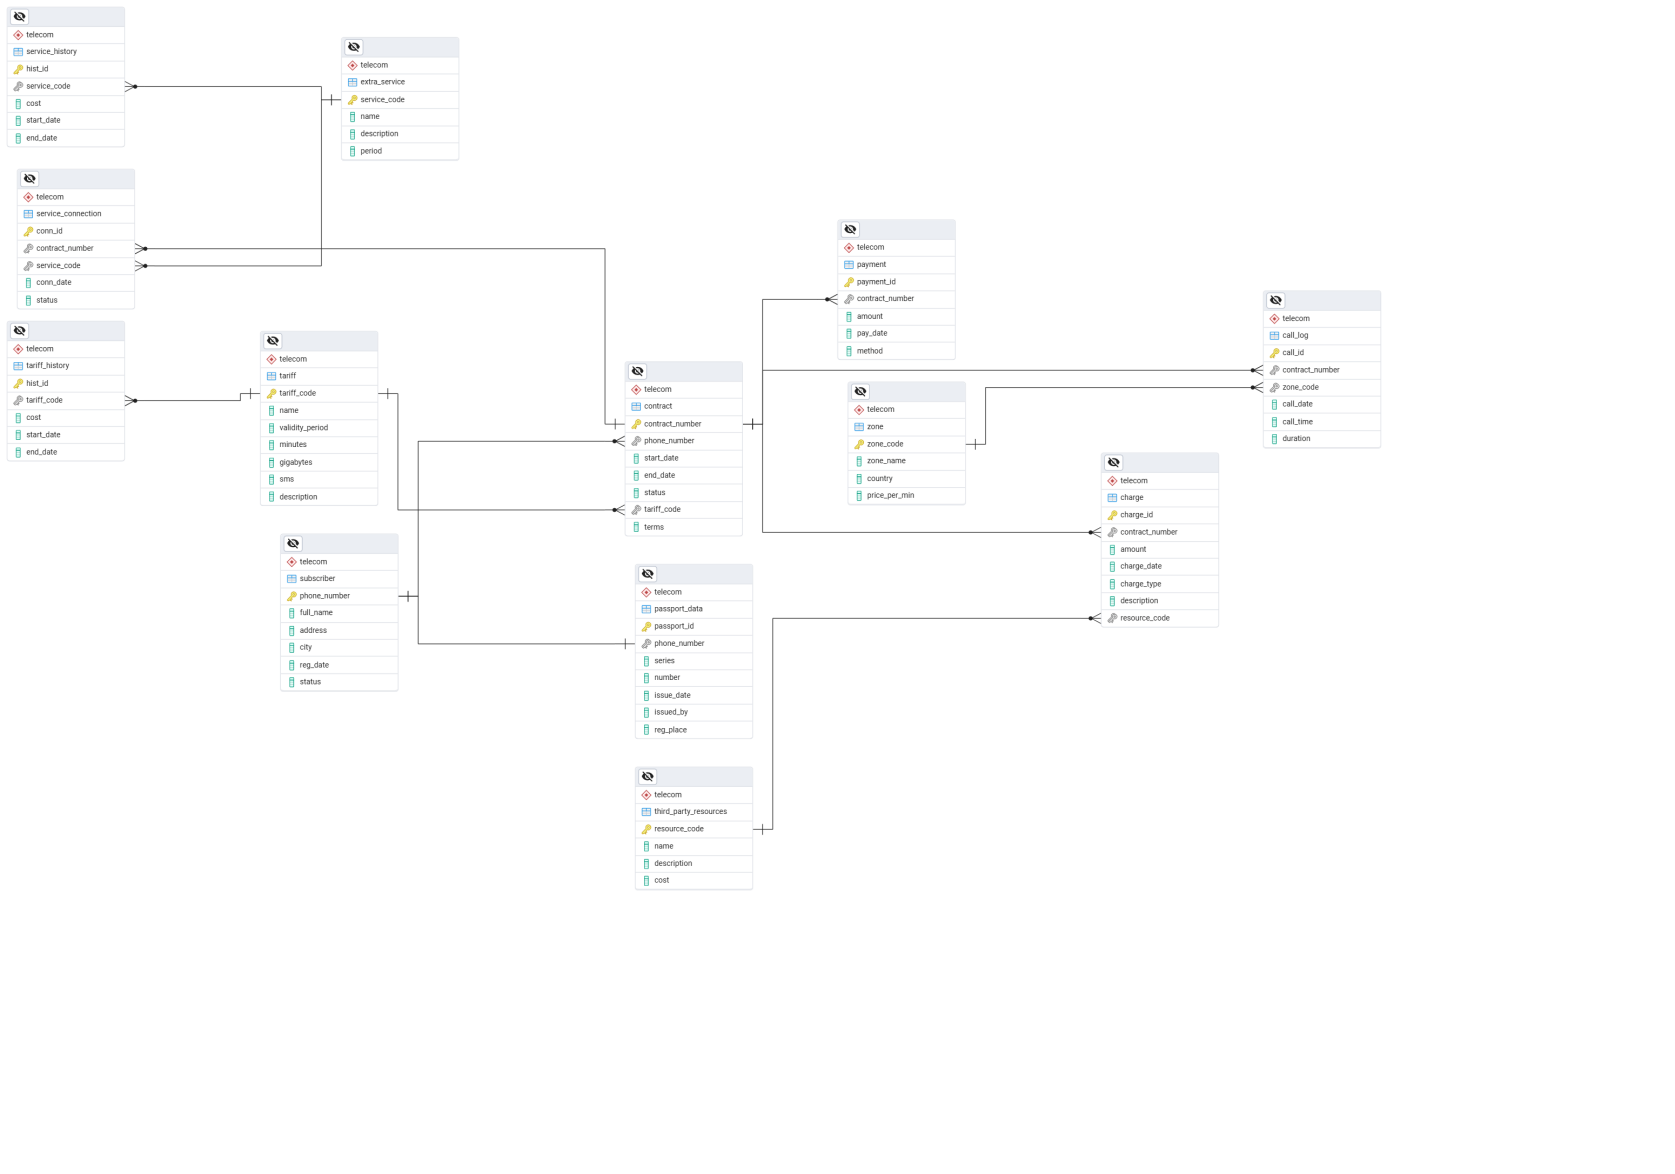 telecom
service_history
hist_id
service_code
cost
start_date
end_date
telecom
extra_service
service_code
name
description
period
telecom
service_connection
conn_id
contract_number
service_code
conn_date
status
telecom
tariff_history
hist_id
tariff_code
cost
start_date
end_date
telecom
tariff
tariff_code
name
validity_period
minutes
gigabytes
sms
description
telecom
subscriber
phone_number
full_name
address
city
reg_date
status
telecom
contract
contract_number
phone_number
start_date
end_date
status
tariff_code
terms
telecom
passport_data
passport_id
phone_number
series
number
issue_date
issued_by
reg_place
telecom
third_party_resources
resource_code
name
description
cost
telecom
payment
payment_id
contract_number
amount
pay_date
method
telecom
zone
zone_code
zone_name
country
price_per_min
telecom
call_log
call_id
contract_number
zone_code
call_date
call_time
duration
telecom
charge
charge_id
contract_number
amount
charge_date
charge_type
description
resource_code